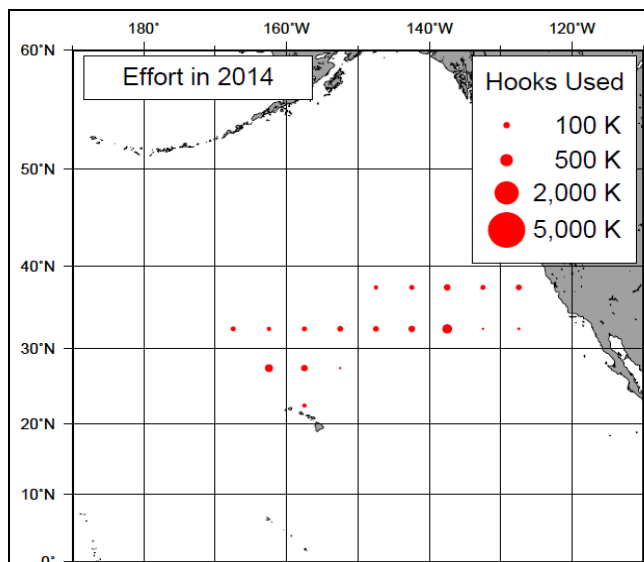 180˚ 160˚W 140˚W 120˚W
60˚N
Effort in 2014
Hooks Used
100 K
500 K
50˚N
2,000 K
5,000 K
40˚N
30˚N
20˚N
10˚N
0˚